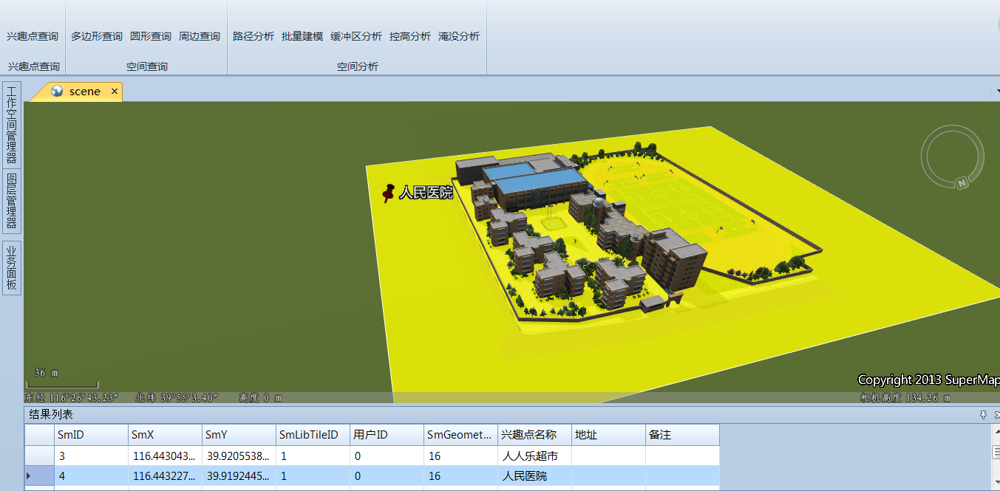 兴趣点查询 多边形查询 圆形查询 周边查询 路径分析 批量建模 缓冲区分析 控高分析 淹没分析
兴趣点查询 空间查询 空间分析
工作空间管理器
图层管理器
业务面板
scene ×
N
人民医院
36 m
Copyright 2013 SuperMap
东经 116°26′43.23″ 北纬 39°55′3.40″ 高度 0 m 相机高度 134.26 m
结果列表
SmID SmX SmY SmLibTileID 用户ID SmGeomet... 兴趣点名称 地址 备注
3 116.443043... 39.9205538... 1 0 16 人人乐超市
4 116.443227... 39.9192445... 1 0 16 人民医院